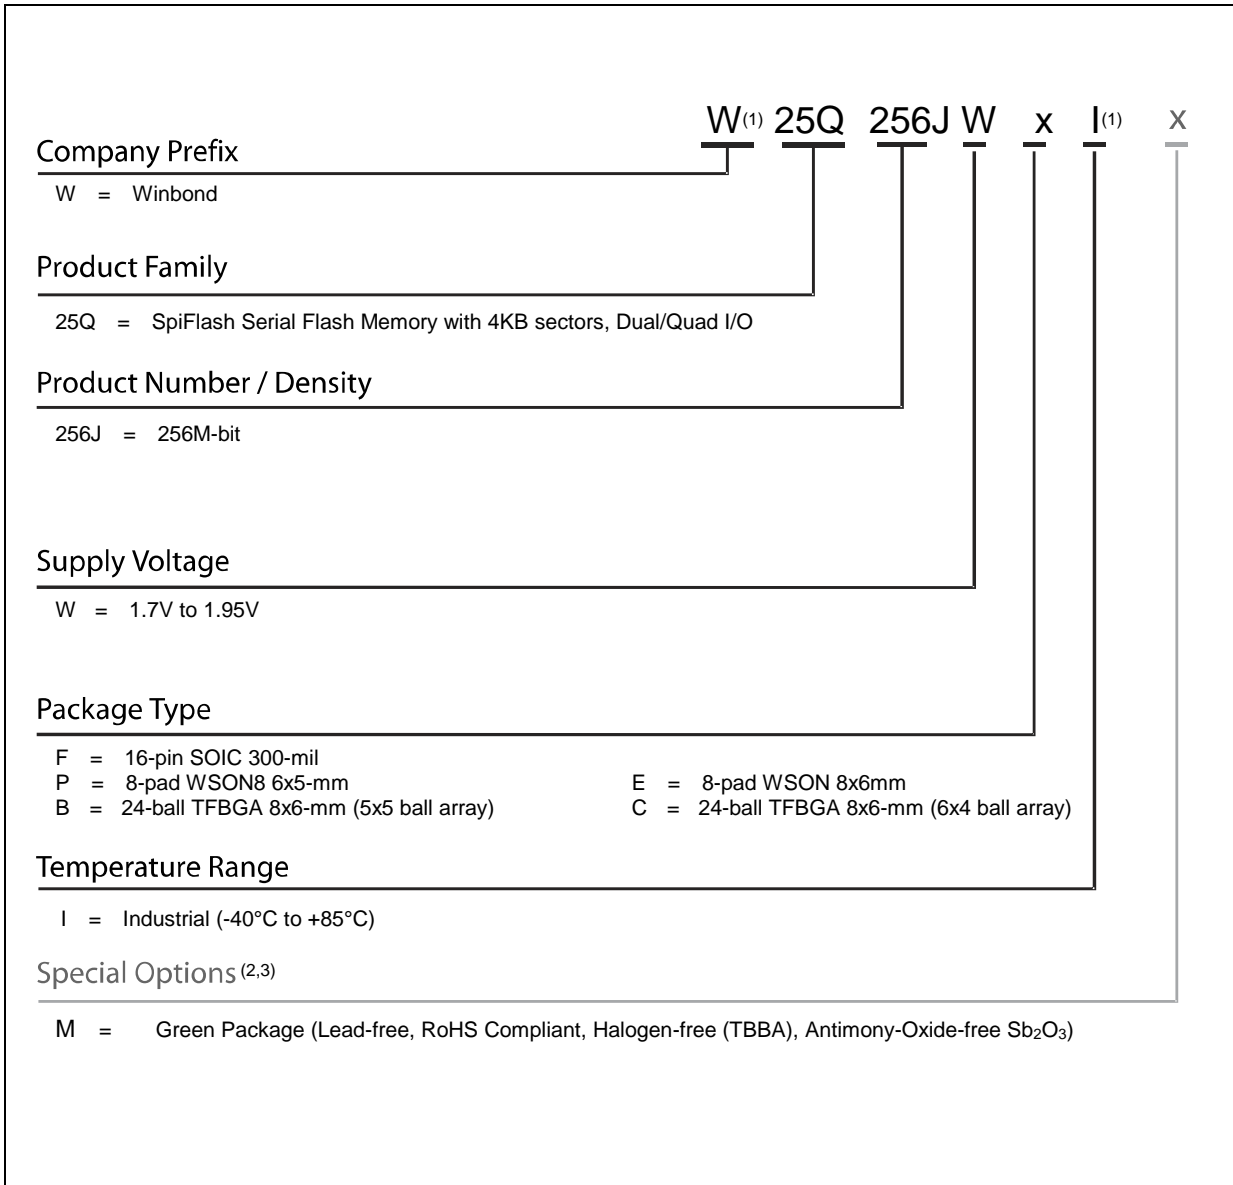 W(1) 25Q 256J W x I(1) x
Company Prefix
W = Winbond
Product Family
25Q = SpiFlash Serial Flash Memory with 4KB sectors, Dual/Quad I/O
Product Number / Density
256J = 256M-bit
Supply Voltage
W = 1.7V to 1.95V
Package Type
F = 16-pin SOIC 300-mil
P = 8-pad WSON8 6x5-mm E = 8-pad WSON 8x6mm
B = 24-ball TFBGA 8x6-mm (5x5 ball array) C = 24-ball TFBGA 8x6-mm (6x4 ball array)
Temperature Range
I = Industrial (-40°C to +85°C)
Special Options (2,3)
M = Green Package (Lead-free, RoHS Compliant, Halogen-free (TBBA), Antimony-Oxide-free Sb₂O₃)